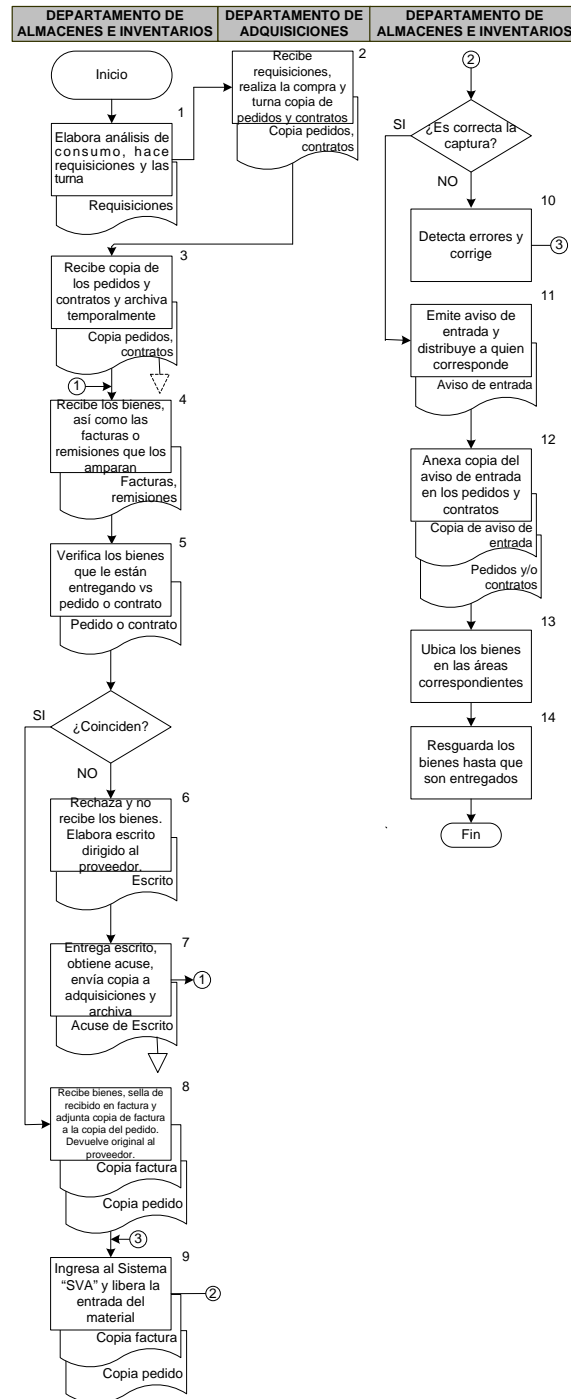 DEPARTAMENTO DE
ALMACENES E INVENTARIOS
DEPARTAMENTO DE
ADQUISICIONES
DEPARTAMENTO DE
ALMACENES E INVENTARIOS
Inicio
1
Elabora análisis de
consumo, hace
requisiciones y las
turna
Requisiciones
2
Recibe
requisiciones,
realiza la compra y
turna copia de
pedidos y contratos
Copia pedidos,
contratos
3
Recibe copia de
los pedidos y
contratos y archiva
temporalmente
Copia pedidos,
contratos
1
4
Recibe los bienes,
así como las
facturas o
remisiones que los
amparan
Facturas,
remisiones
5
Verifica los bienes
que le están
entregando vs
pedido o contrato
Pedido o contrato
SI
¿Coinciden?
NO
6
Rechaza y no
recibe los bienes.
Elabora escrito
dirigido al
proveedor.
Escrito
7
Entrega escrito,
obtiene acuse,
envía copia a
adquisiciones y
archiva
1
Acuse de Escrito
8
Recibe bienes, sella de
recibido en factura y
adjunta copia de factura
a la copia del pedido.
Devuelve original al
proveedor.
Copia factura
Copia pedido
3
9
Ingresa al Sistema
“SVA” y libera la
entrada del
material
2
Copia factura
Copia pedido
2
SI
¿Es correcta la
captura?
NO
10
Detecta errores y
corrige
3
11
Emite aviso de
entrada y
distribuye a quien
corresponde
Aviso de entrada
12
Anexa copia del
aviso de entrada
en los pedidos y
contratos
Copia de aviso de
entrada
Pedidos y/o
contratos
13
Ubica los bienes
en las áreas
correspondientes
14
Resguarda los
bienes hasta que
son entregados
Fin